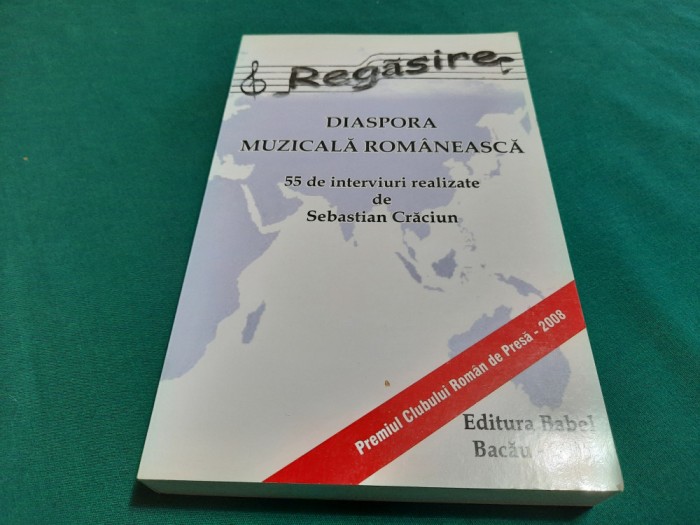 Regăsire
DIASPORA
MUZICALĂ ROMÂNEASCĂ
55 de interviuri realizate
de
Sebastian Crăciun
Premiul Clubului Român de Presă - 2008
Editura Babel
Bacău -